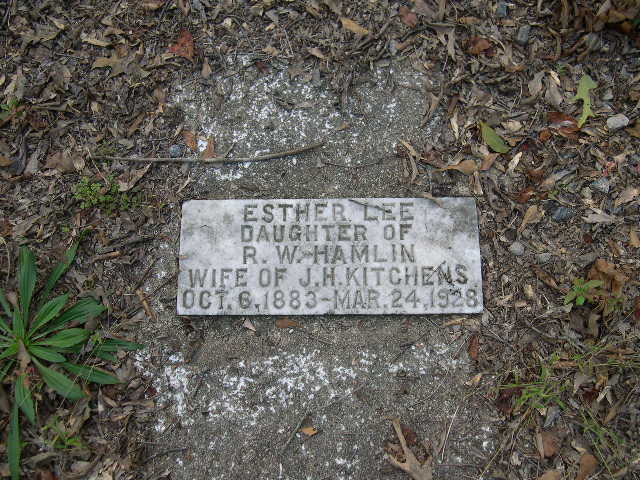 ESTHER LEE
DAUGHTER OF
R. W. HAMLIN
WIFE OF J.H. KITCHENS
OCT. 6, 1883-MAR. 24, 1928